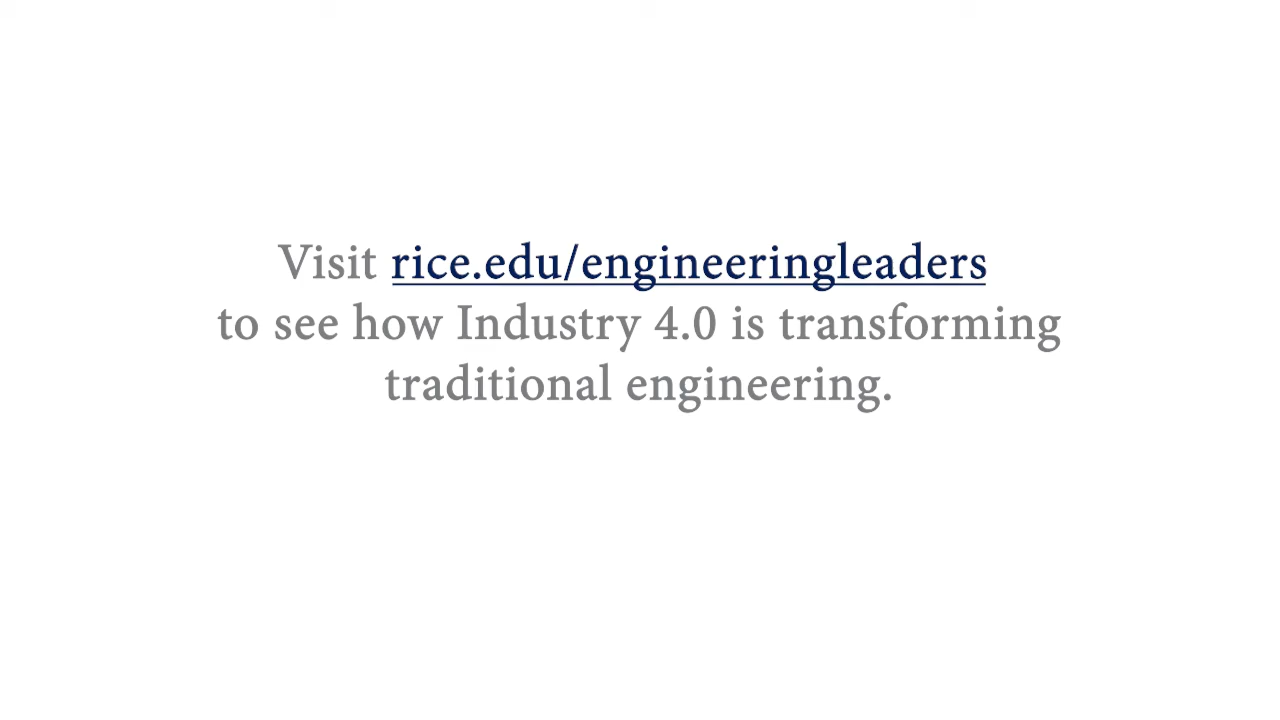 Visit rice.edu/engineeringleaders
to see how Industry 4.0 is transforming
traditional engineering.